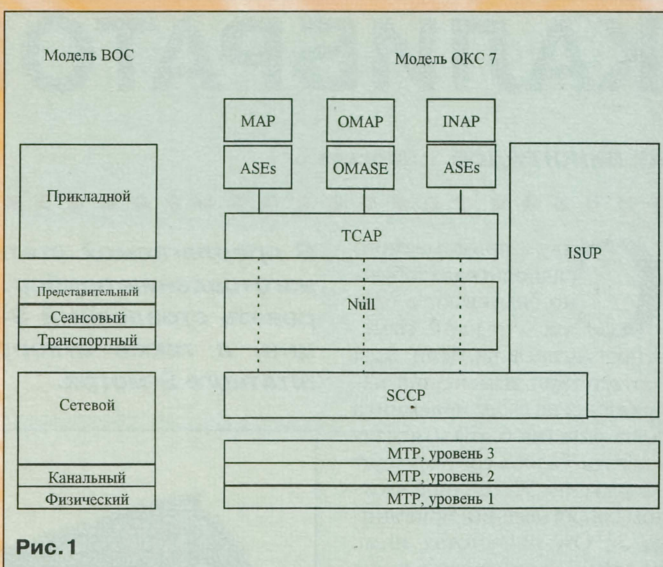 Модель ВОС
Модель ОКС 7
MAP
OMAP
INAP
ASEs
OMASE
ASEs
Прикладной
TCAP
ISUP
Представительный
Сеансовый
Транспортный
Null
Сетевой
SCCP
MTP, уровень 3
Канальный
MTP, уровень 2
Физический
MTP, уровень 1
Рис.1